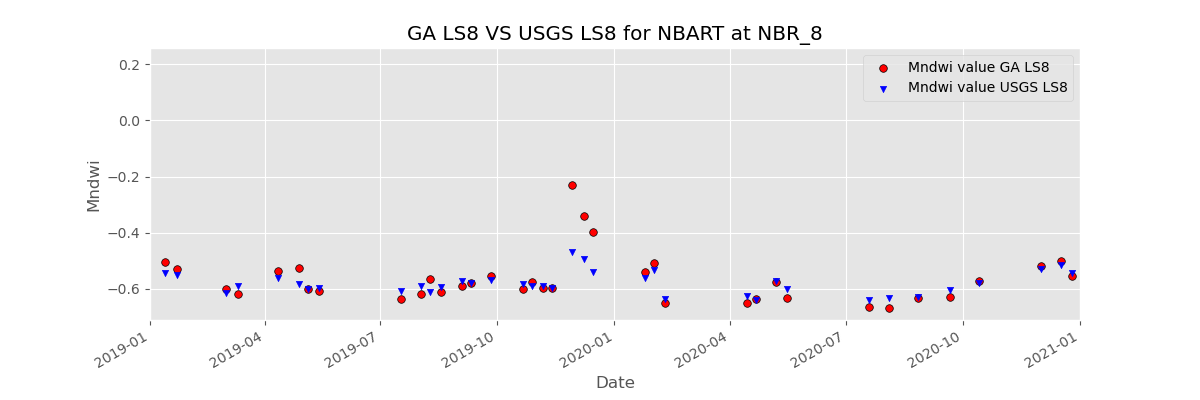 GA LS8 VS USGS LS8 for NBART at NBR_8
Mndwi value GA LS8
Mndwi value USGS LS8
0.2
0.0
−0.2
−0.4
−0.6
Mndwi
2019-01
2019-04
2019-07
2019-10
2020-01
2020-04
2020-07
2020-10
2021-01
Date